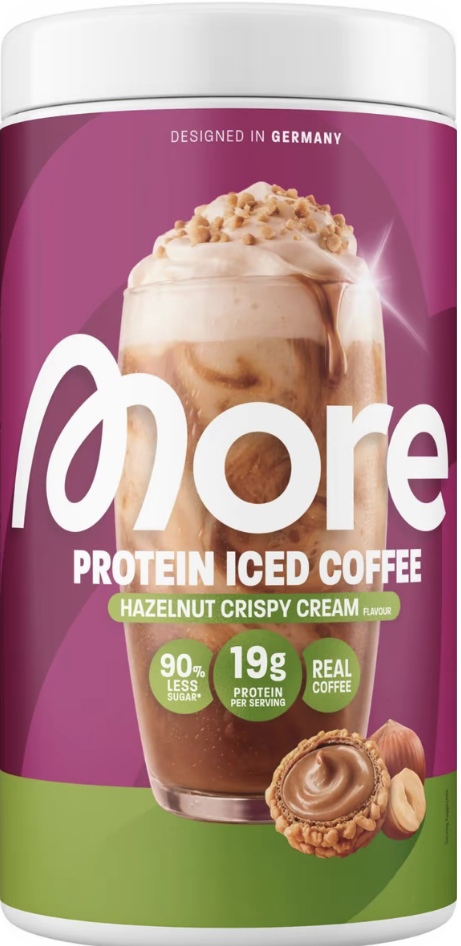 DESIGNED IN GERMANY
More
PROTEIN ICED COFFEE
HAZELNUT CRISPY CREAM FLAVOUR
90% LESS SUGAR*
19g PROTEIN PER SERVING
REAL COFFEE